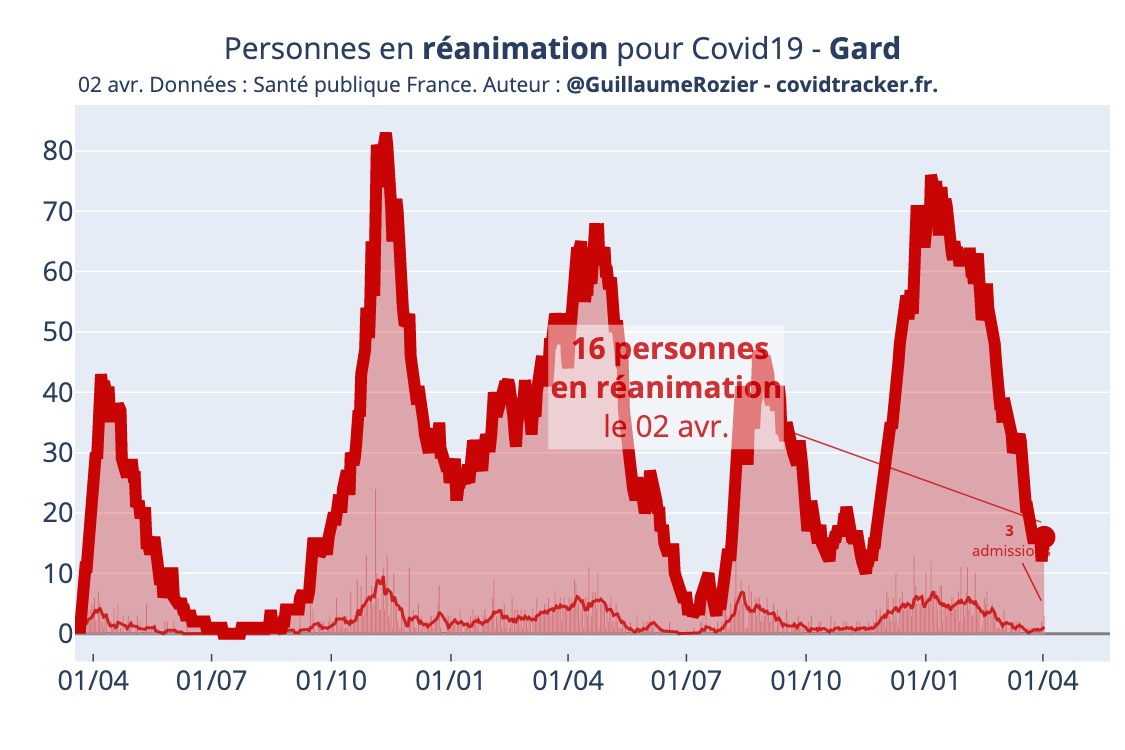 Personnes en réanimation pour Covid19 - Gard
02 avr. Données : Santé publique France. Auteur : @GuillaumeRozier - covidtracker.fr.
80
70
60
50
40
30
20
10
0
16 personnes
en réanimation
le 02 avr.
3
admissions
01/04 01/07 01/10 01/01 01/04 01/07 01/10 01/01 01/04